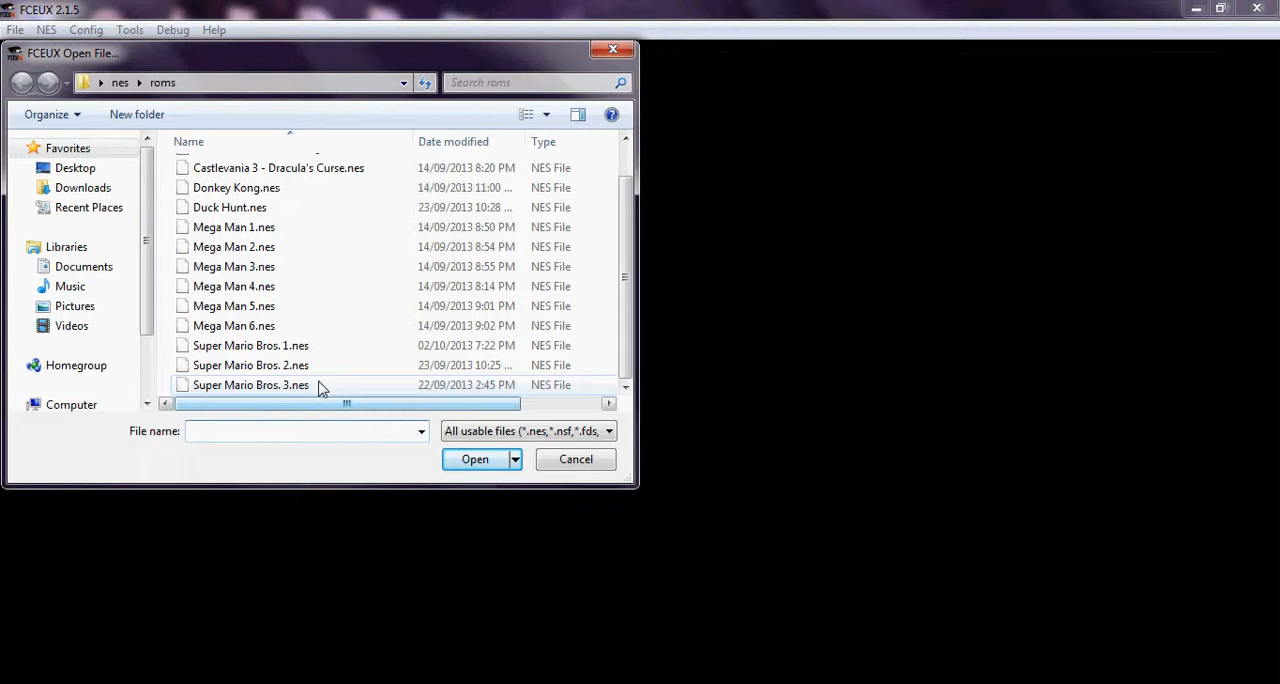 FCEUX 2.1.5
File NES Config Tools Debug Help
FCEUX Open File...
nes roms Search roms
Organize New folder
Name Date modified Type
Favorites
Desktop
Downloads
Recent Places
Libraries
Documents
Music
Pictures
Videos
Homegroup
Computer
Castlevania 3 - Dracula's Curse.nes 14/09/2013 8:20 PM NES File
Donkey Kong.nes 14/09/2013 11:00 ... NES File
Duck Hunt.nes 23/09/2013 10:28 ... NES File
Mega Man 1.nes 14/09/2013 8:50 PM NES File
Mega Man 2.nes 14/09/2013 8:54 PM NES File
Mega Man 3.nes 14/09/2013 8:55 PM NES File
Mega Man 4.nes 14/09/2013 8:14 PM NES File
Mega Man 5.nes 14/09/2013 9:01 PM NES File
Mega Man 6.nes 14/09/2013 9:02 PM NES File
Super Mario Bros. 1.nes 02/10/2013 7:22 PM NES File
Super Mario Bros. 2.nes 23/09/2013 10:25 ... NES File
Super Mario Bros. 3.nes 22/09/2013 2:45 PM NES File
File name: All usable files (*.nes,*.nsf,*.fds,
Open Cancel